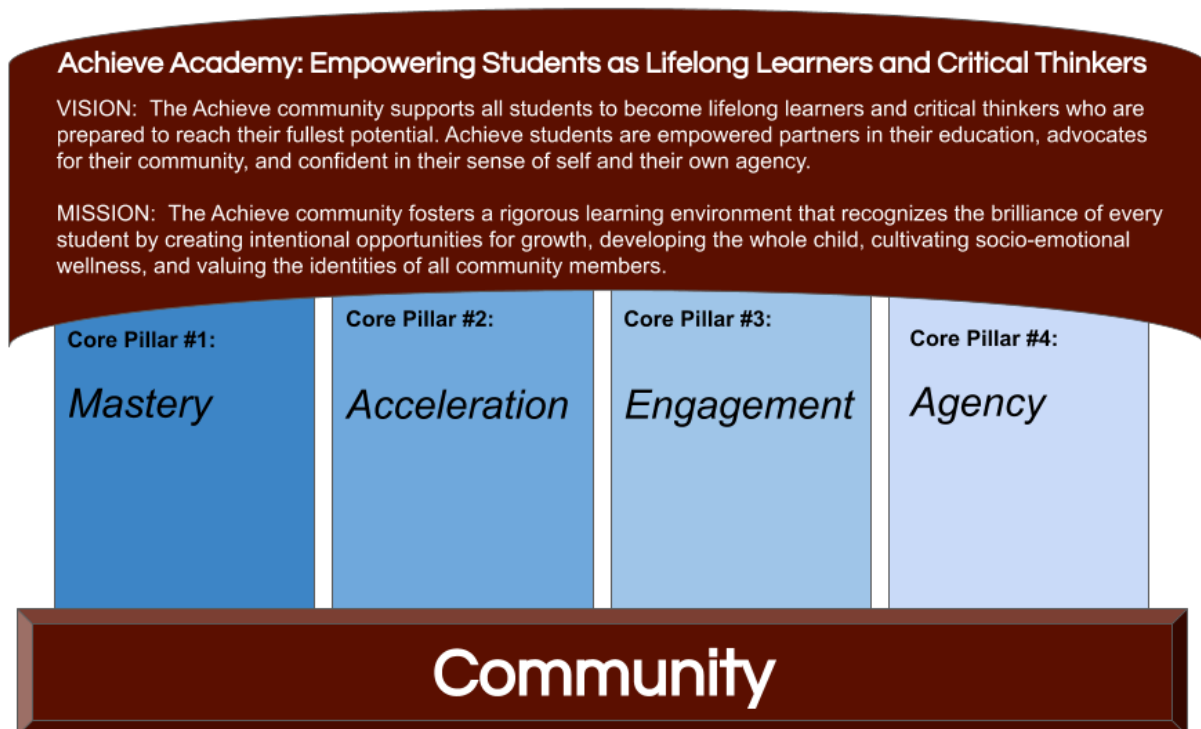 Achieve Academy: Empowering Students as Lifelong Learners and Critical Thinkers
VISION:  The Achieve community supports all students to become lifelong learners and critical thinkers who are
prepared to reach their fullest potential. Achieve students are empowered partners in their education, advocates
for their community, and confident in their sense of self and their own agency.
MISSION:  The Achieve community fosters a rigorous learning environment that recognizes the brilliance of every
student by creating intentional opportunities for growth, developing the whole child, cultivating socio-emotional
wellness, and valuing the identities of all community members.
Core Pillar #1:
Mastery
Core Pillar #2:
Acceleration
Core Pillar #3:
Engagement
Core Pillar #4:
Agency
Community